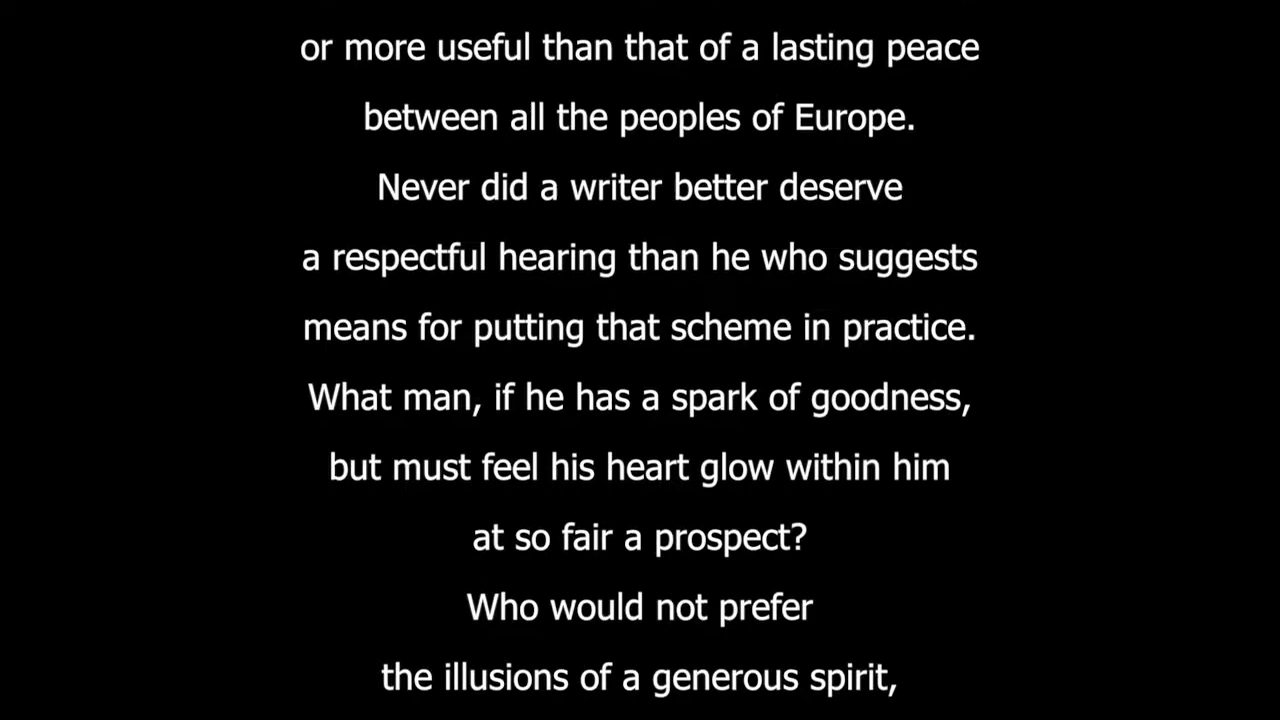 or more useful than that of a lasting peace
between all the peoples of Europe.
Never did a writer better deserve
a respectful hearing than he who suggests
means for putting that scheme in practice.
What man, if he has a spark of goodness,
but must feel his heart glow within him
at so fair a prospect?
Who would not prefer
the illusions of a generous spirit,